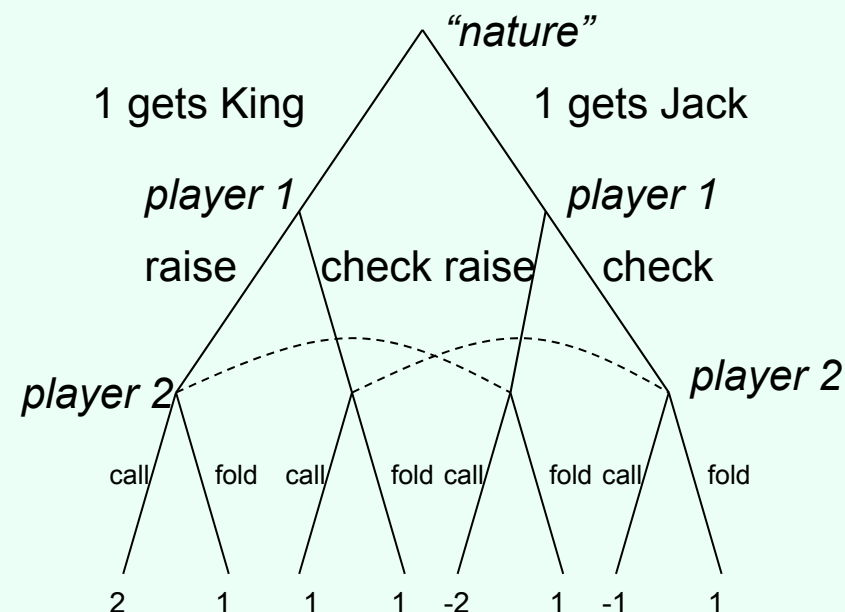 “nature”
1 gets King 1 gets Jack
player 1 player 1
raise check raise check
player 2 player 2
call fold call fold call fold call fold
2 1 1 1 -2 1 -1 1